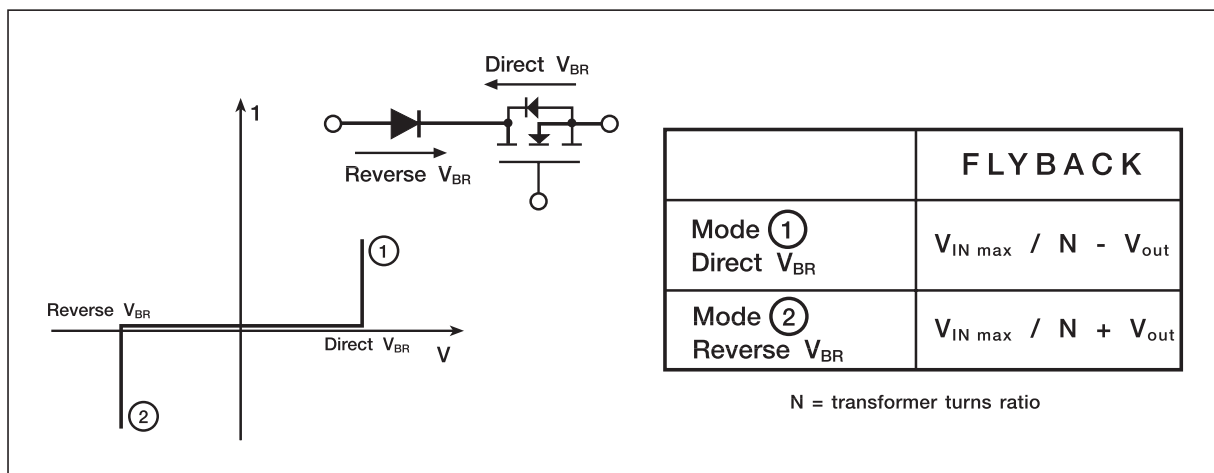 Direct V_BR
1
Reverse V_BR
①
Reverse V_BR
Direct V_BR
V
②
FLYBACK
Mode ①
Direct V_BR
V_IN max / N - V_out
Mode ②
Reverse V_BR
V_IN max / N + V_out
N = transformer turns ratio